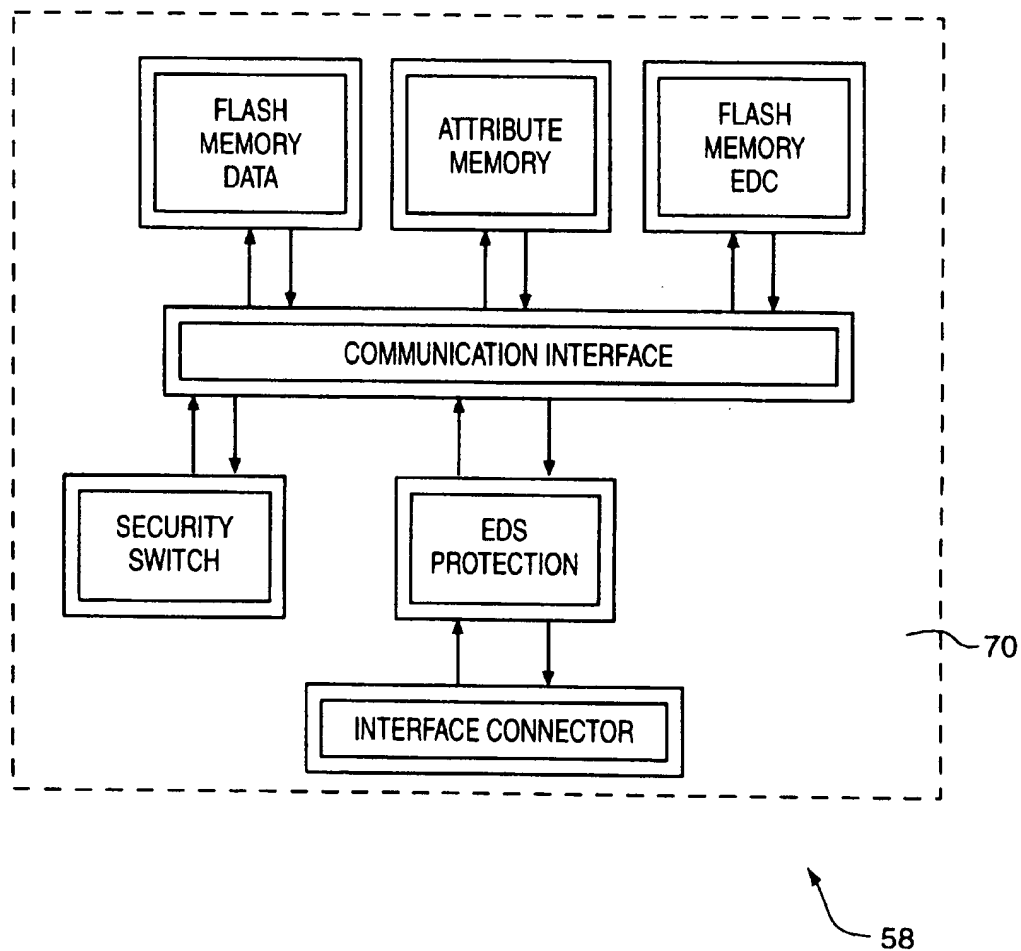 FLASH
MEMORY
DATA
ATTRIBUTE
MEMORY
FLASH
MEMORY
EDC
COMMUNICATION INTERFACE
SECURITY
SWITCH
EDS
PROTECTION
70
INTERFACE CONNECTOR
58